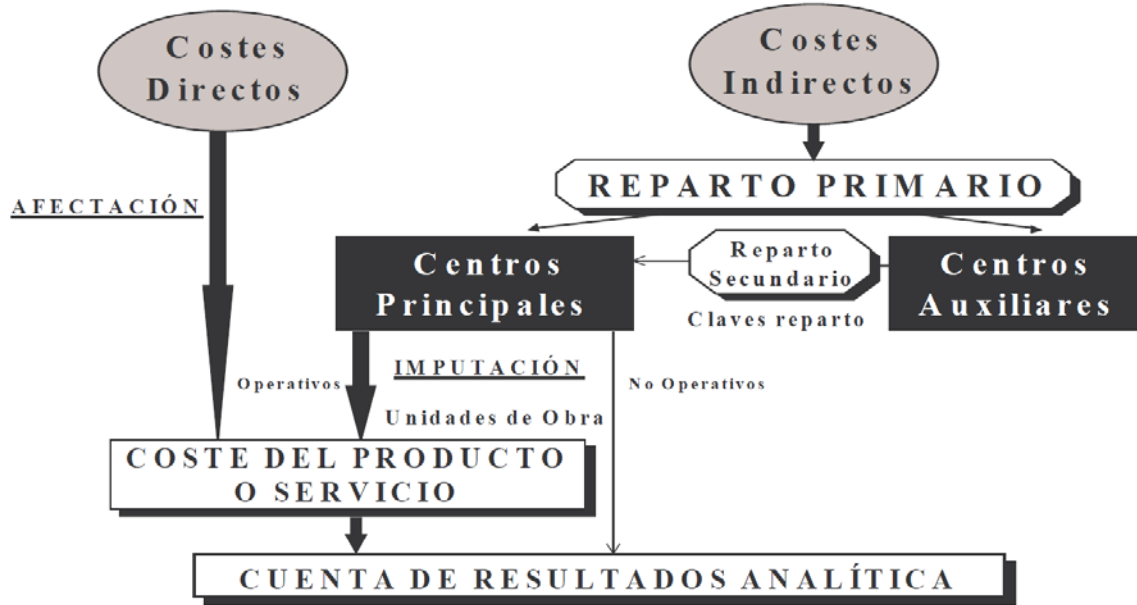 Costes
Directos
Costes
Indirectos
REPARTO PRIMARIO
AFECTACIÓN
Centros
Principales
Reparto
Secundario
Claves reparto
Centros
Auxiliares
Operativos
IMPUTACIÓN
Unidades de Obra
No Operativos
COSTE DEL PRODUCTO
O SERVICIO
CUENTA DE RESULTADOS ANALÍTICA